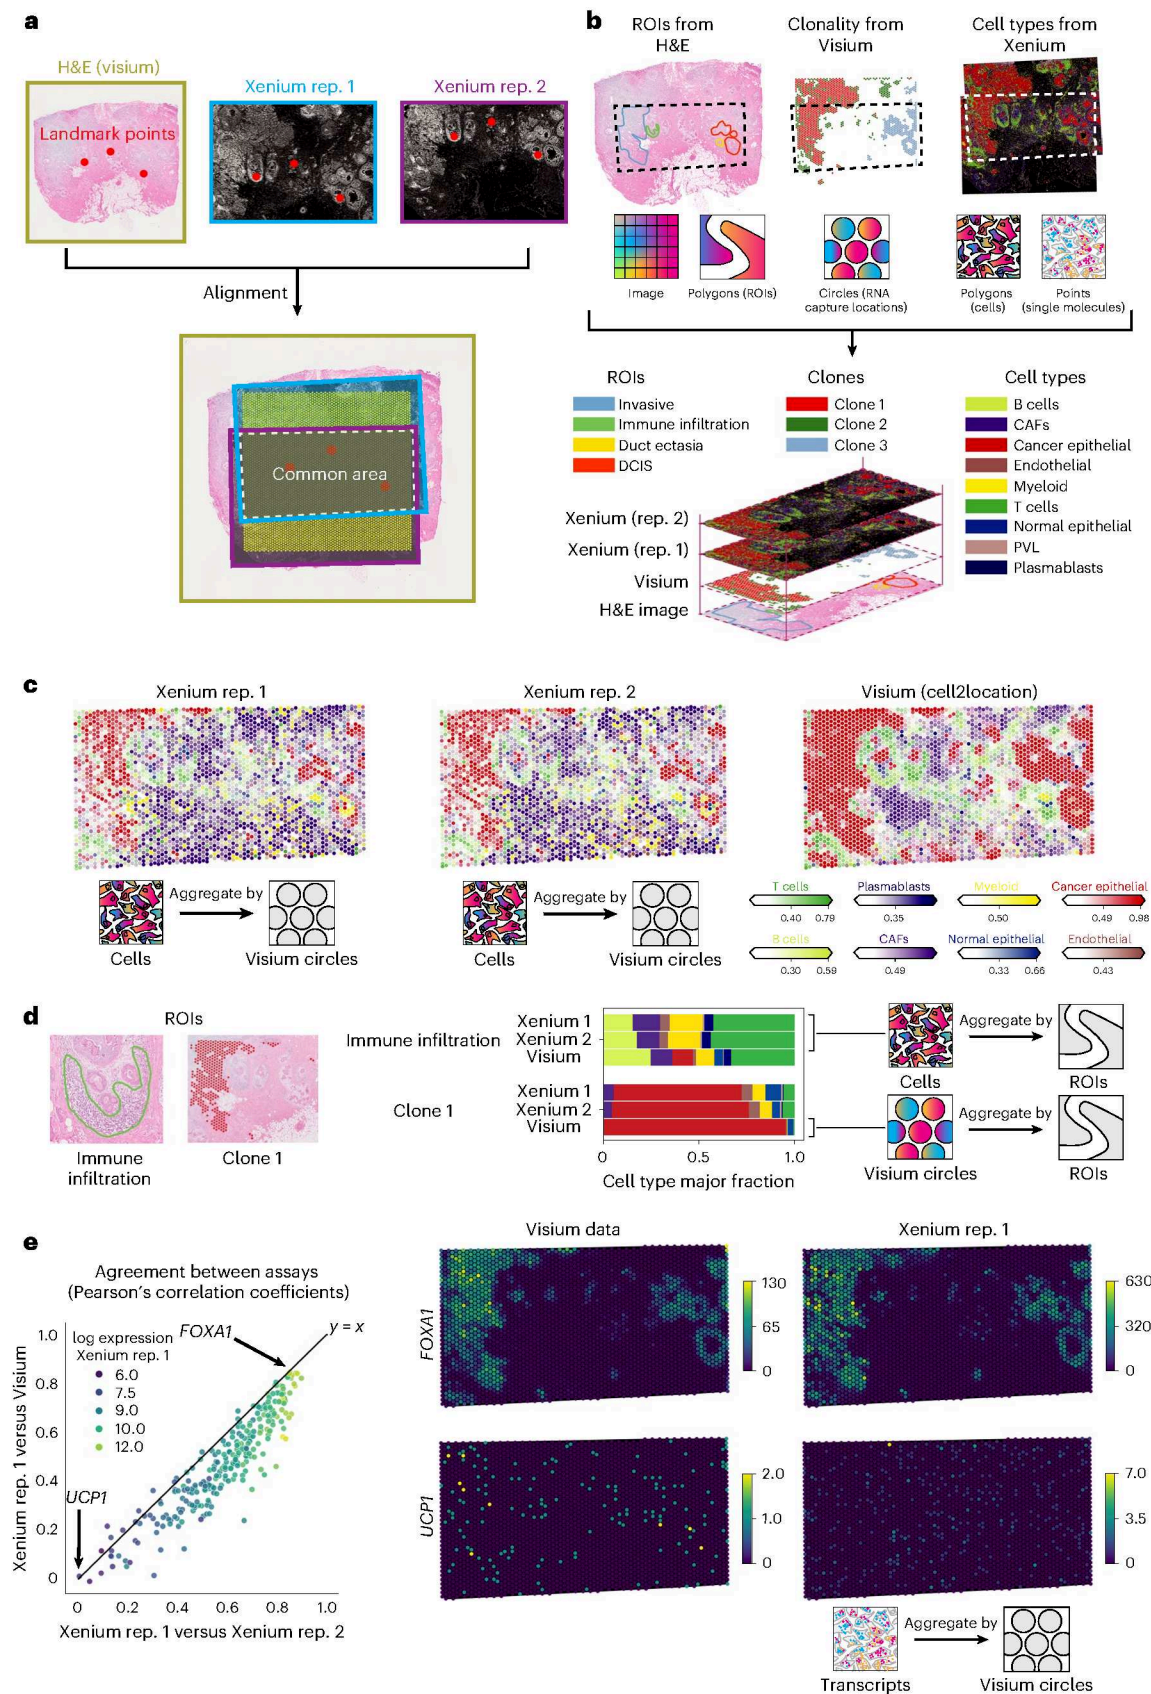 a
H&E (visium)
Landmark points
Xenium rep. 1
Xenium rep. 2
Alignment
Common area
b
ROIs from
H&E
Clonality from
Visium
Cell types from
Xenium
Image
Polygons (ROIs)
Circles (RNA
capture locations)
Polygons
(cells)
Points
(single molecules)
ROIs
Invasive
Immune infiltration
Duct ectasia
DCIS
Clones
Clone 1
Clone 2
Clone 3
Cell types
B cells
CAFs
Cancer epithelial
Endothelial
Myeloid
T cells
Normal epithelial
PVL
Plasmablasts
Xenium (rep. 2)
Xenium (rep. 1)
Visium
H&E image
c
Xenium rep. 1
Xenium rep. 2
Visium (cell2location)
Cells
Aggregate by
Visium circles
Cells
Aggregate by
Visium circles
T cells
0.40 0.79
Plasmablasts
0.35
Myeloid
0.50
Cancer epithelial
0.49 0.98
B cells
0.30 0.59
CAFs
0.49
Normal epithelial
0.33 0.66
Endothelial
0.43
d
ROIs
Immune
infiltration
Clone 1
Immune infiltration
Xenium 1
Xenium 2
Visium
Clone 1
Xenium 1
Xenium 2
Visium
0 0.5 1.0
Cell type major fraction
Cells
Aggregate by
ROIs
Visium circles
Aggregate by
ROIs
e
Agreement between assays
(Pearson's correlation coefficients)
Xenium rep. 1 versus Visium
1.0
0.8
0.6
0.4
0.2
0
log expression
Xenium rep. 1
6.0
7.5
9.0
10.0
12.0
FOXA1
y = x
UCP1
0 0.2 0.4 0.6 0.8 1.0
Xenium rep. 1 versus Xenium rep. 2
Visium data
Xenium rep. 1
FOXA1
130
65
0
630
320
0
UCP1
2.0
1.0
0
7.0
3.5
0
Transcripts
Aggregate by
Visium circles